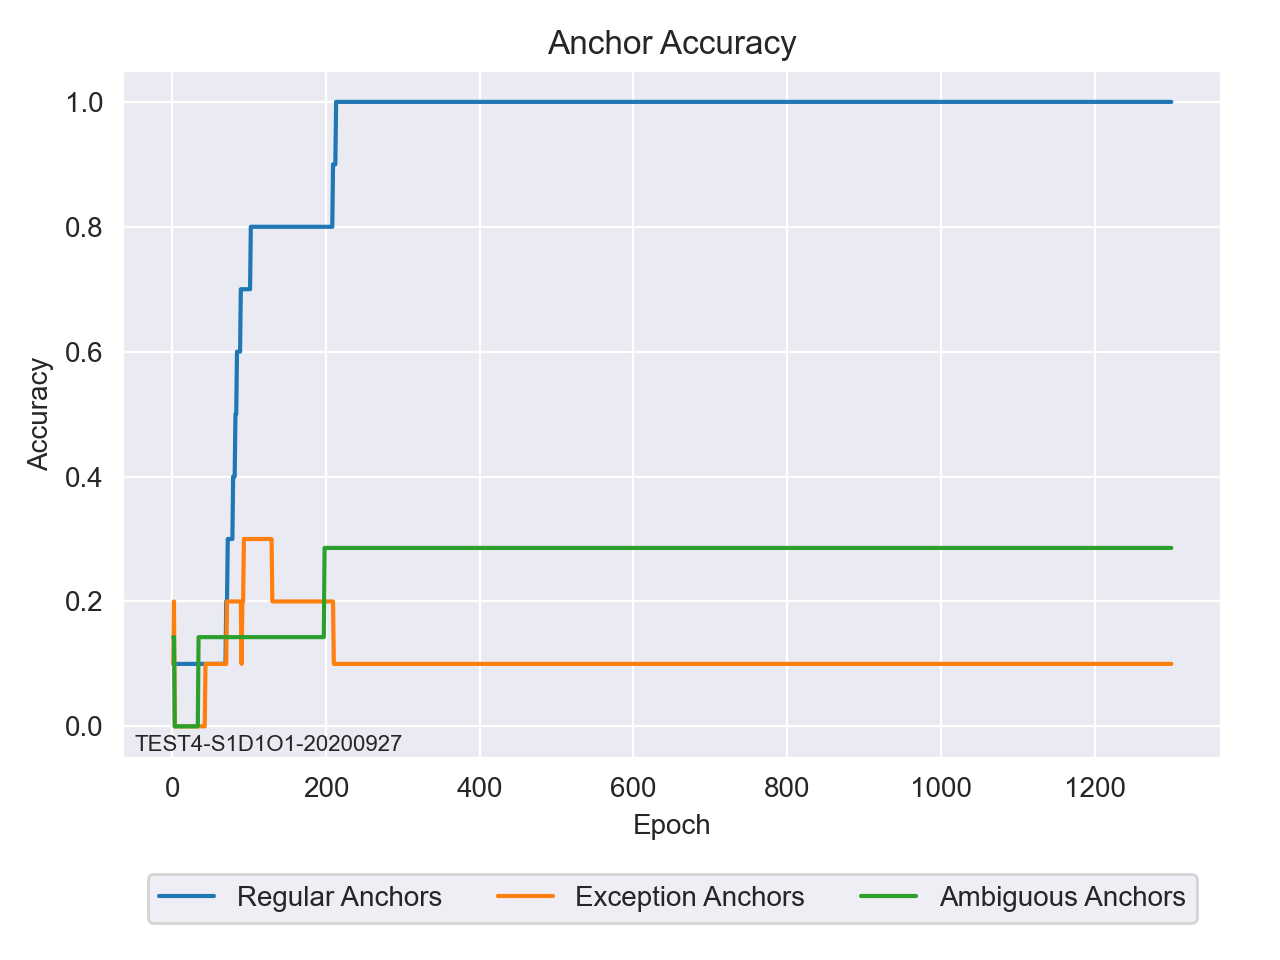 Anchor Accuracy
1.0
0.8
0.6
0.4
0.2
0.0
Accuracy
TEST4-S1D1O1-20200927
0 200 400 600 800 1000 1200
Epoch
Regular Anchors Exception Anchors Ambiguous Anchors